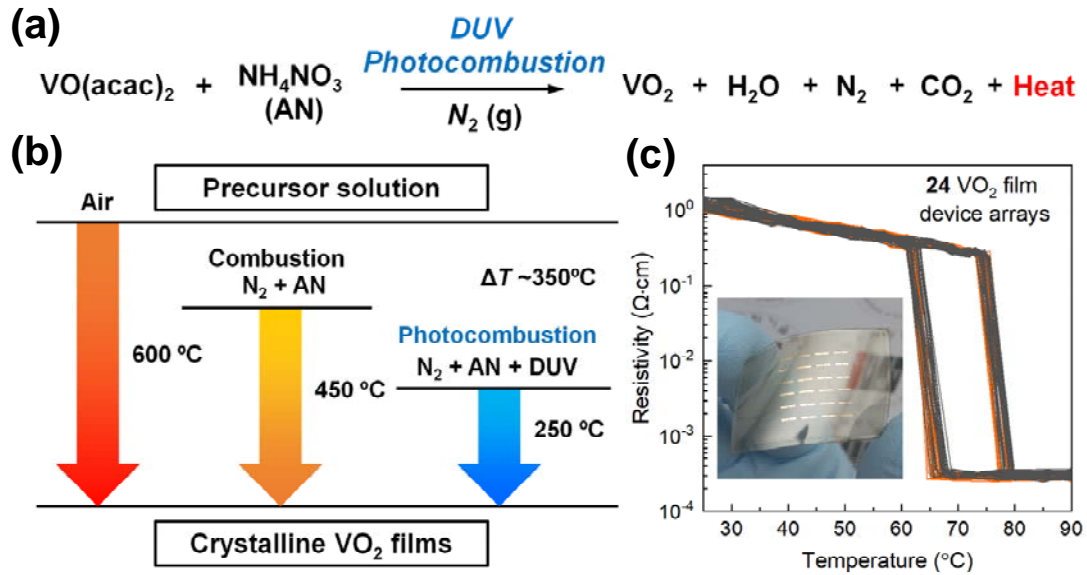 (a)
DUV
Photocombustion
VO(acac)₂ + NH₄NO₃ (AN) N₂ (g) VO₂ + H₂O + N₂ + CO₂ + Heat
(b)
Precursor solution
Air
Combustion
N₂ + AN
ΔT ~350ºC
Photocombustion
N₂ + AN + DUV
600 ºC
450 ºC
250 ºC
Crystalline VO₂ films
(c)
24 VO₂ film
device arrays
Resistivity (Ω·cm)
10⁰
10⁻¹
10⁻²
10⁻³
10⁻⁴
30 40 50 60 70 80 90
Temperature (°C)